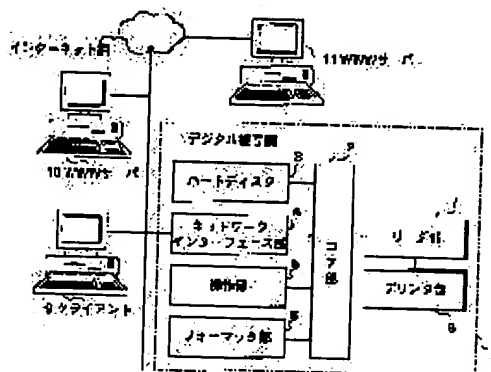 インターネット網
11 WWWサーバ
10 WWWサーバ
デジタル複写機
ハードディスク
ネットワーク
インターフェース部
コア部
操作部
プリンタ部
9 クライアント
フォーマッタ部